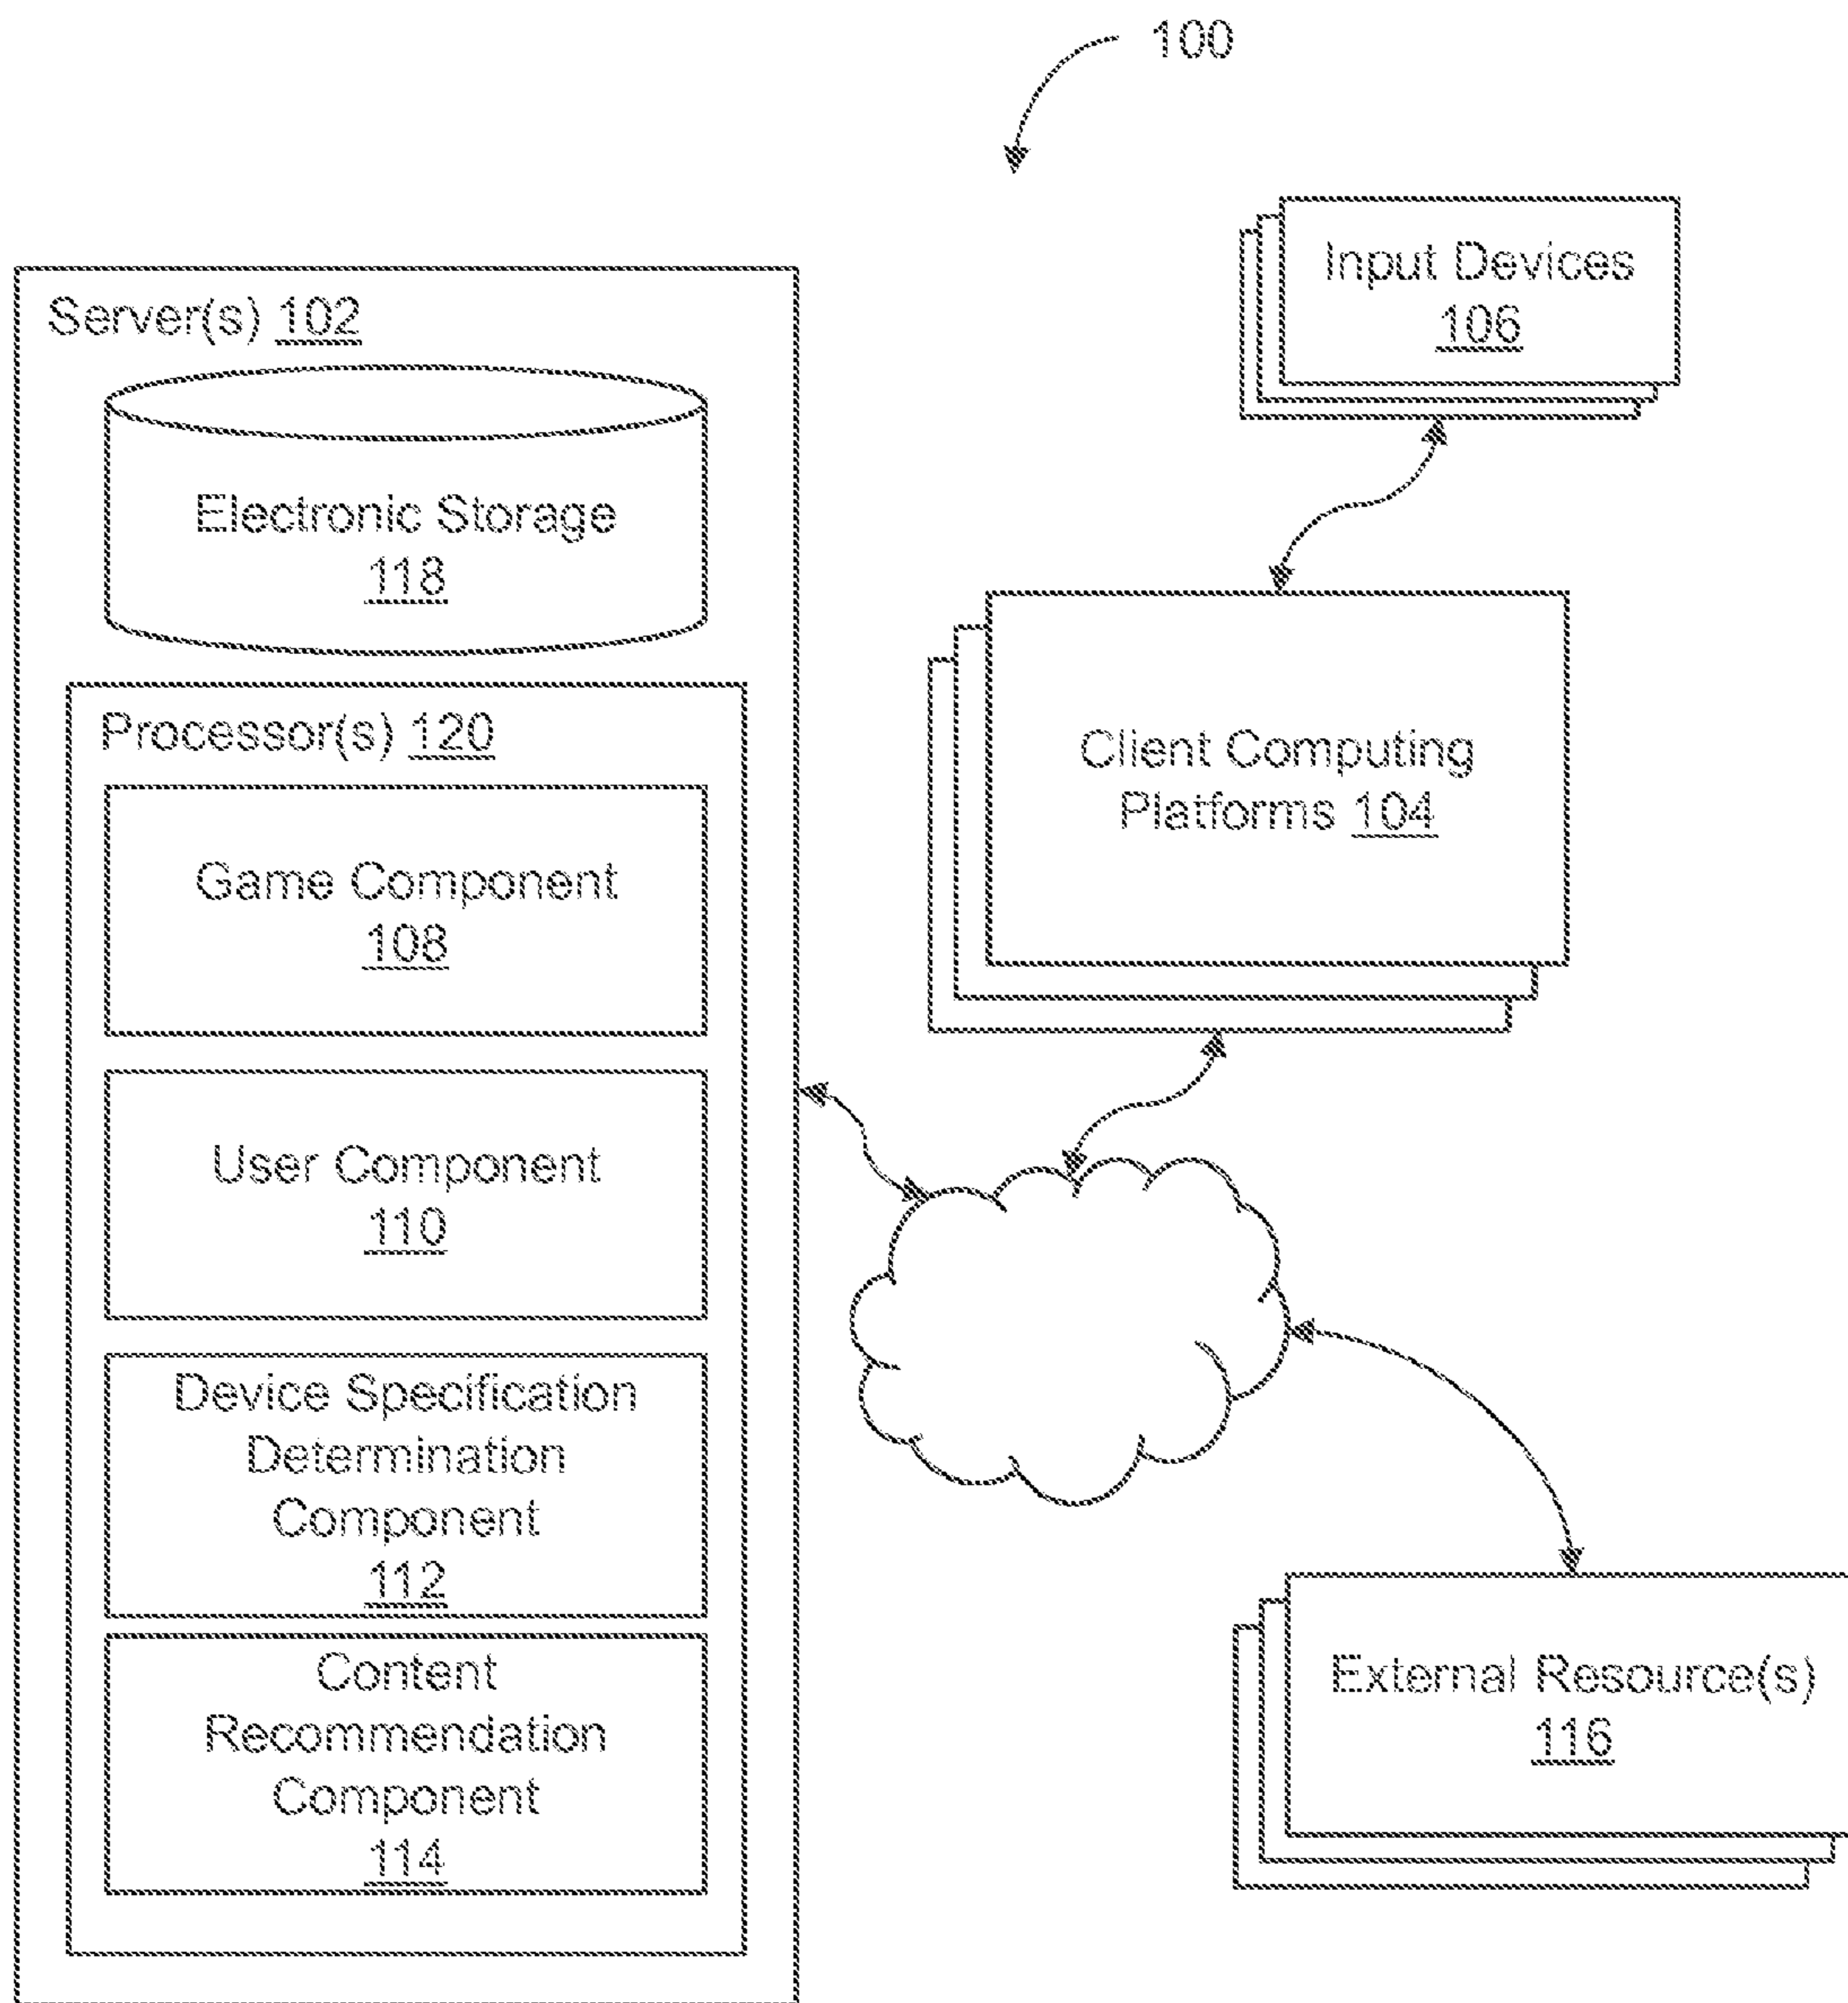 100
Input Devices
106
Server(s) 102
Electronic Storage
118
Processor(s) 120
Client Computing
Platforms 104
Game Component
108
User Component
110
Device Specification
Determination
Component
112
Content
Recommendation
Component
114
External Resource(s)
116